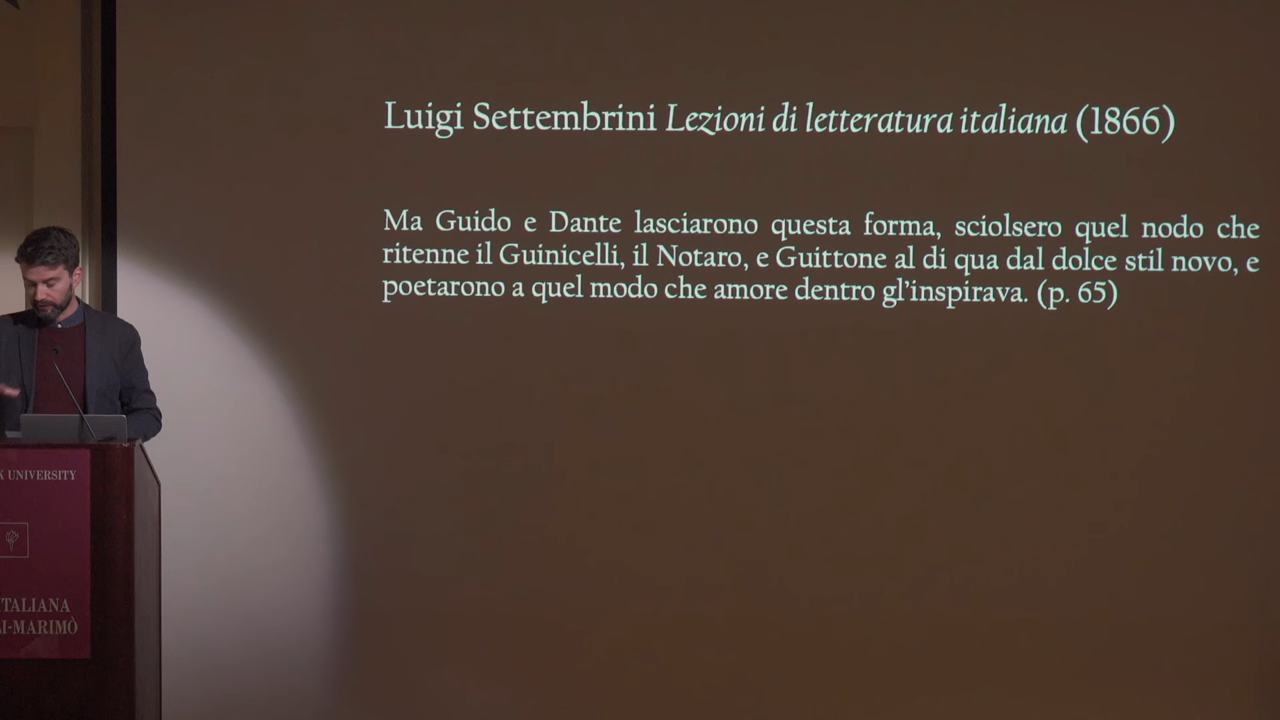 Luigi Settembrini Lezioni di letteratura italiana (1866)
Ma Guido e Dante lasciarono questa forma, sciolsero quel nodo che
ritenne il Guinicelli, il Notaro, e Guittone al di qua dal dolce stil novo, e
poetarono a quel modo che amore dentro gl'inspirava. (p. 65)
K UNIVERSITY
ITALIANA
LI-MARIMÒ